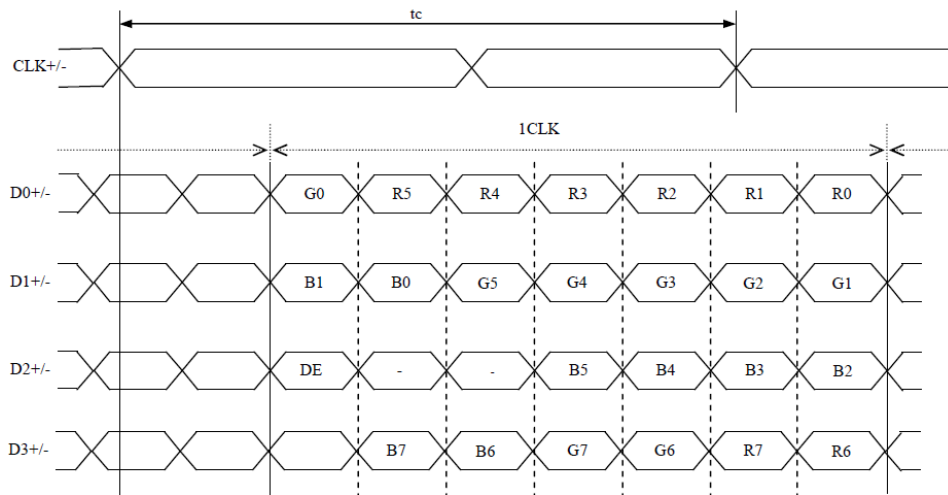 tc
CLK+/-
1CLK
D0+/- G0 R5 R4 R3 R2 R1 R0
D1+/- B1 B0 G5 G4 G3 G2 G1
D2+/- DE - - B5 B4 B3 B2
D3+/- B7 B6 G7 G6 R7 R6